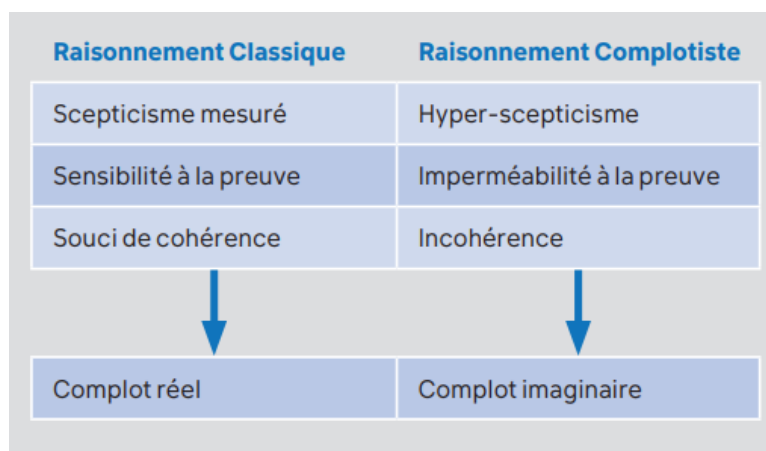 Raisonnement Classique Raisonnement Complotiste
Scepticisme mesuré Hyper-scepticisme
Sensibilité à la preuve Imperméabilité à la preuve
Souci de cohérence Incohérence
Complot réel Complot imaginaire